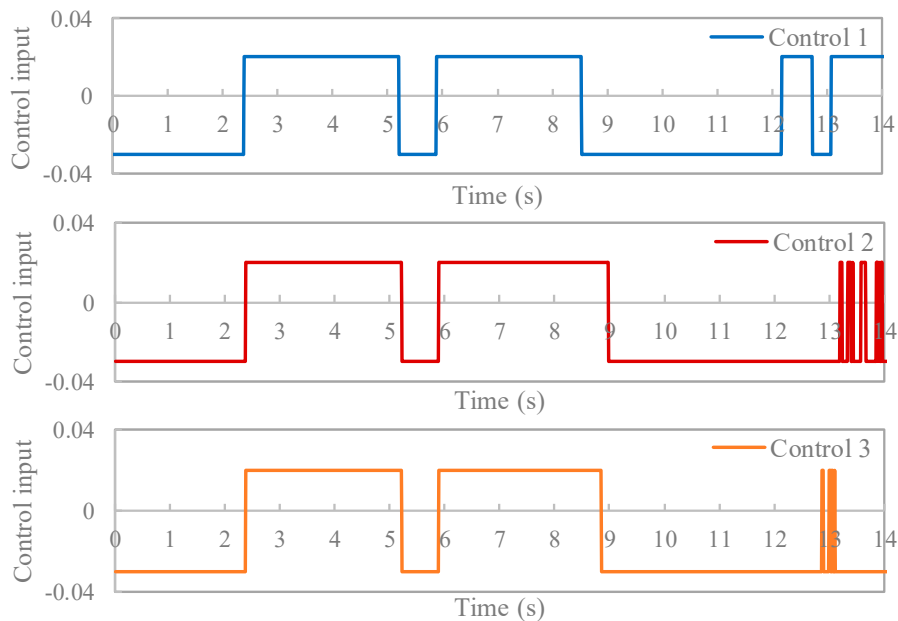 0.04
Control 1
Control input
0
0 1 2 3 4 5 6 7 8 9 10 11 12 13 14
-0.04
Time (s)
0.04
Control 2
Control input
0
0 1 2 3 4 5 6 7 8 9 10 11 12 13 14
-0.04
Time (s)
0.04
Control 3
Control input
0
0 1 2 3 4 5 6 7 8 9 10 11 12 13 14
-0.04
Time (s)